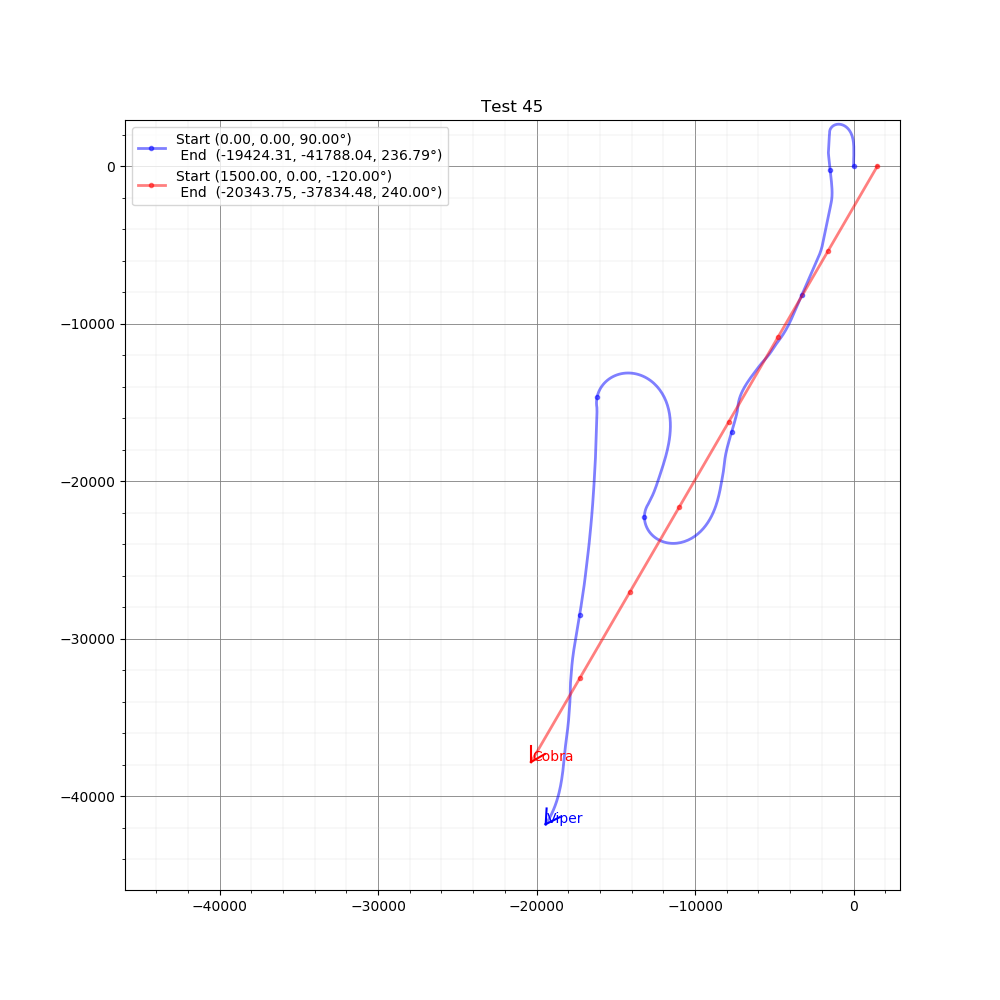 Test 45
Start (0.00, 0.00, 90.00°)
End (-19424.31, -41788.04, 236.79°)
Start (1500.00, 0.00, -120.00°)
End (-20343.75, -37834.48, 240.00°)
0
−10000
−20000
−30000
−40000
Cobra
Viper
−40000 −30000 −20000 −10000 0